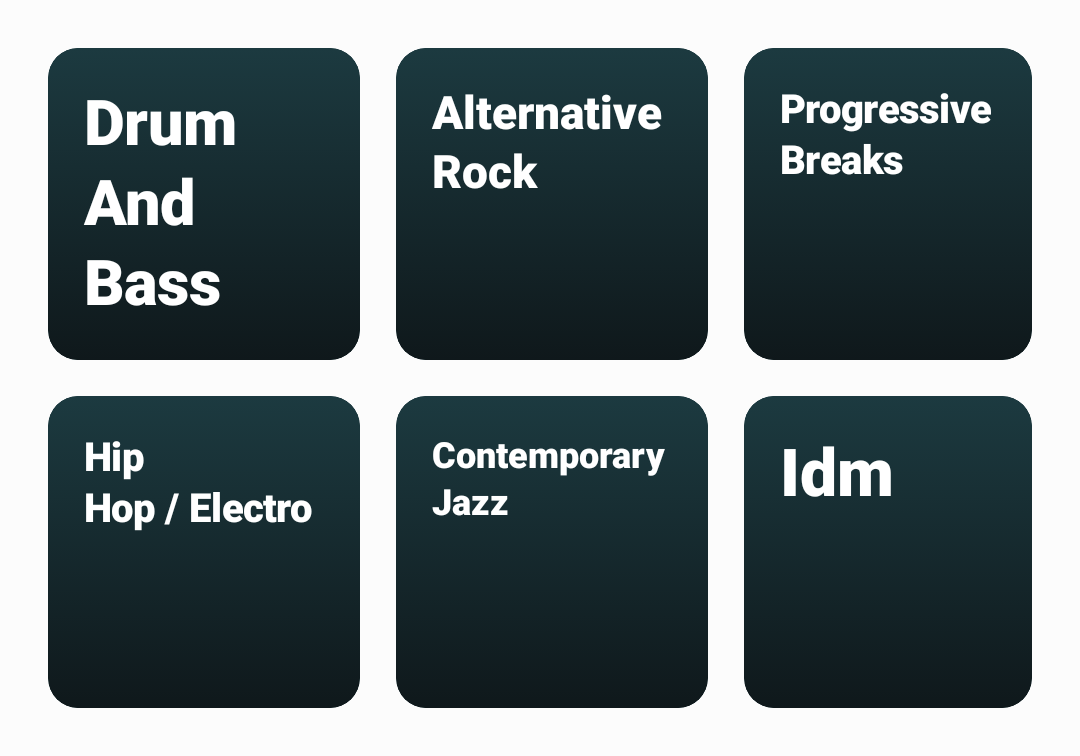 Drum
And
Bass
Alternative
Rock
Progressive
Breaks
Hip
Hop / Electro
Contemporary
Jazz
Idm